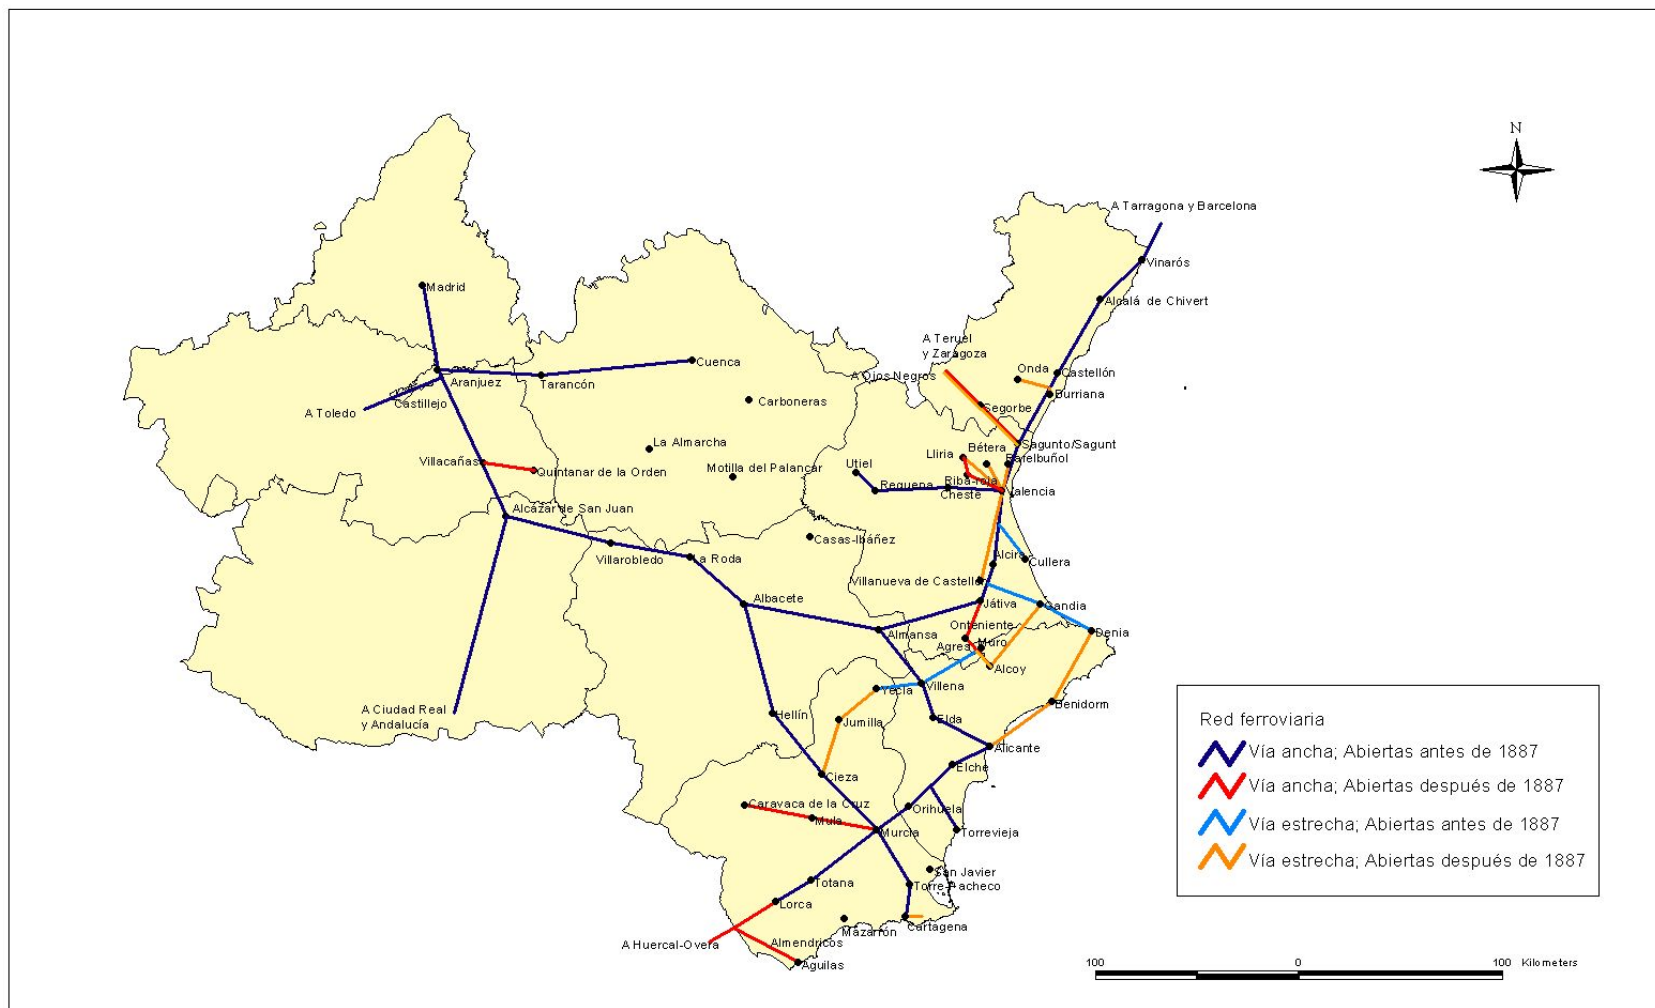 N
A Tarragona y Barcelona
Vinarós
Madrid
Alcalá de Chivert
A Teruel
y Zaragoza
Cuenca
Onda
Castellón
Aranjuez
Tarancón
A Ojos Negros
Burriana
Castillejo
Carboneras
Segorbe
A Toledo
La Almarcha
Sagunto/Sagunt
Bétera
Lliria
Rafelbuñol
Villacañas
Quintanar de la Orden
Motilla del Palancar
Utiel
Riba-roja
Requena
Cheste
Valencia
Alcázar de San Juan
Casas-Ibáñez
Villarobledo
La Roda
Alcira
Cullera
Villanueva de Castellón
Albacete
Játiva
Gandia
Onteniente
Almansa
Denia
Agres
Muro
Alcoy
Villena
Yecla
Benidorm
A Ciudad Real
y Andalucía
Hellín
Jumilla
Elda
Alicante
Elche
Cieza
Caravaca de la Cruz
Orihuela
Mula
Murcia
Torrevieja
San Javier
Totana
Torre-Pacheco
Lorca
Mazarrón
Cartagena
A Huercal-Overa
Almendricos
Aguilas
Red ferroviaria
Vía ancha; Abiertas antes de 1887
Vía ancha; Abiertas después de 1887
Vía estrecha; Abiertas antes de 1887
Vía estrecha; Abiertas después de 1887
100 0 100 Kilometers